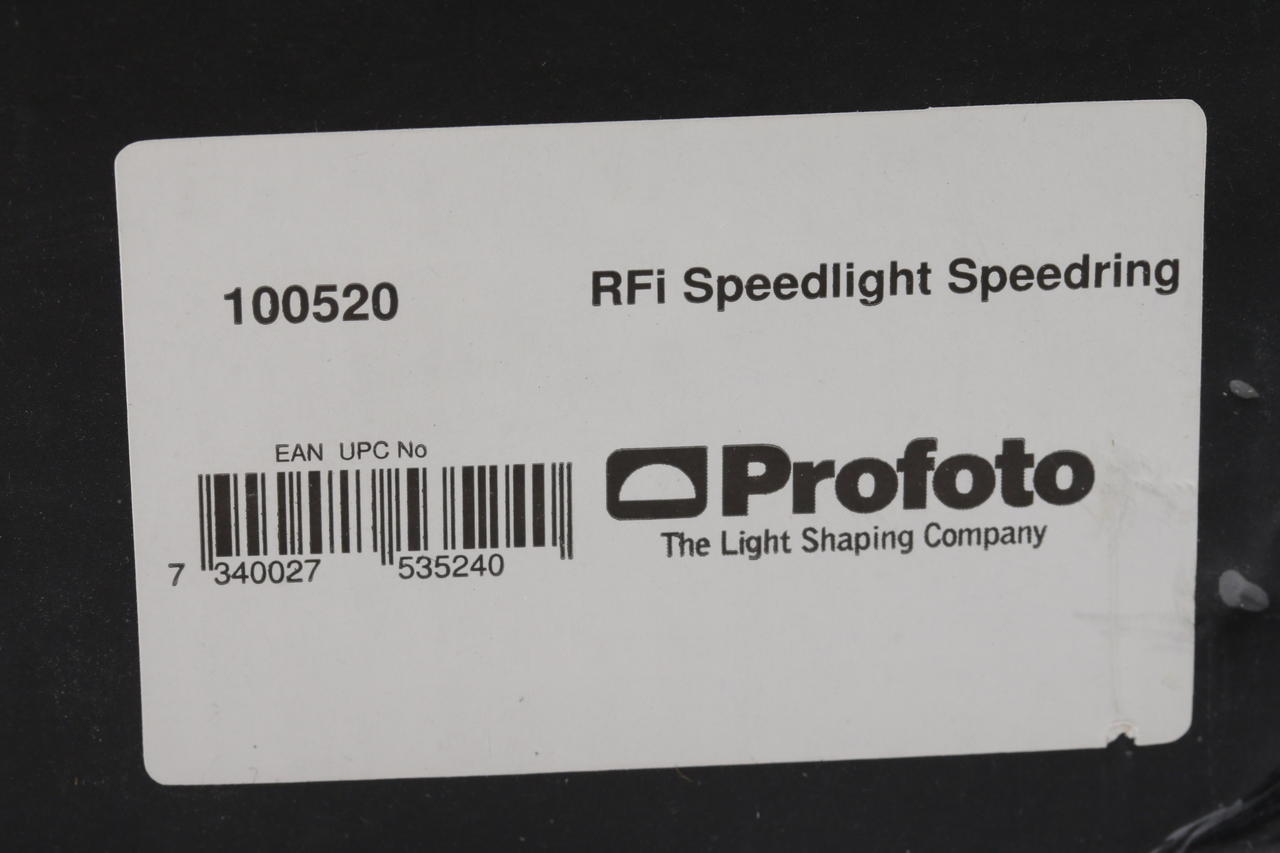 100520
RFi Speedlight Speedring
EAN UPC No
7 340027 535240
Profoto
The Light Shaping Company